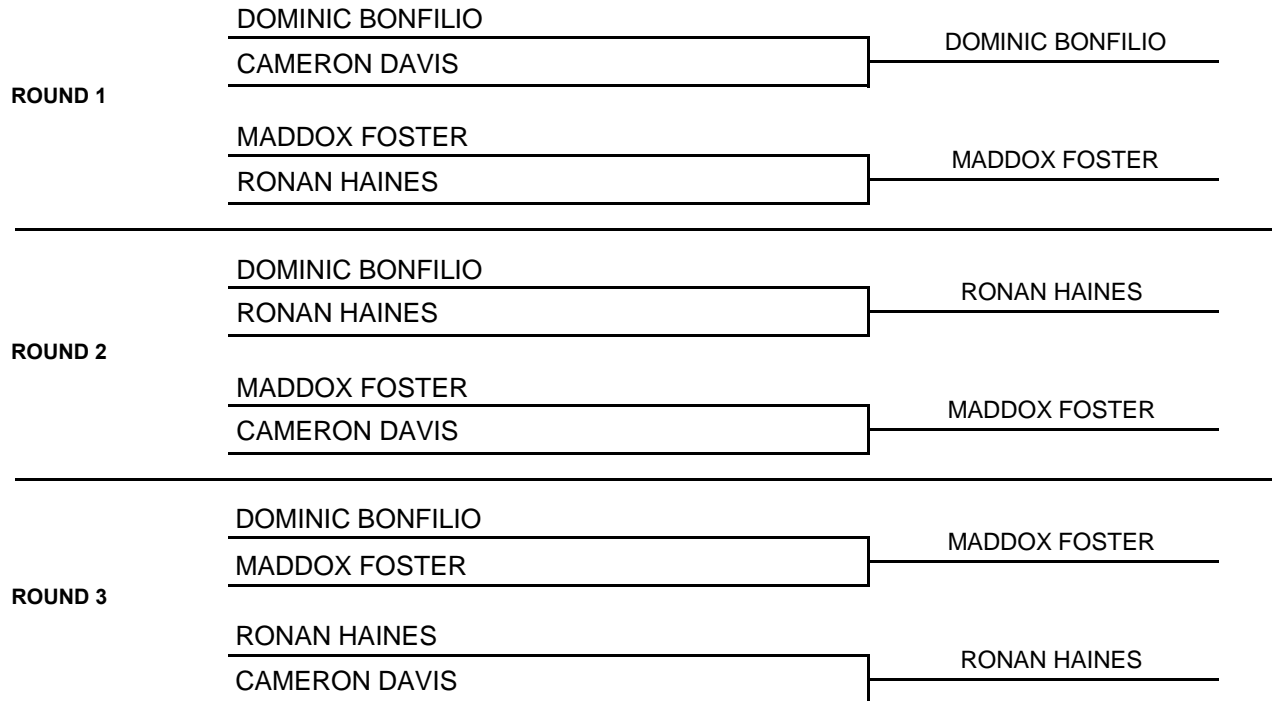 DOMINIC BONFILIO
DOMINIC BONFILIO
CAMERON DAVIS
ROUND 1
MADDOX FOSTER
MADDOX FOSTER
RONAN HAINES
DOMINIC BONFILIO
RONAN HAINES
RONAN HAINES
ROUND 2
MADDOX FOSTER
MADDOX FOSTER
CAMERON DAVIS
DOMINIC BONFILIO
MADDOX FOSTER
MADDOX FOSTER
ROUND 3
RONAN HAINES
RONAN HAINES
CAMERON DAVIS